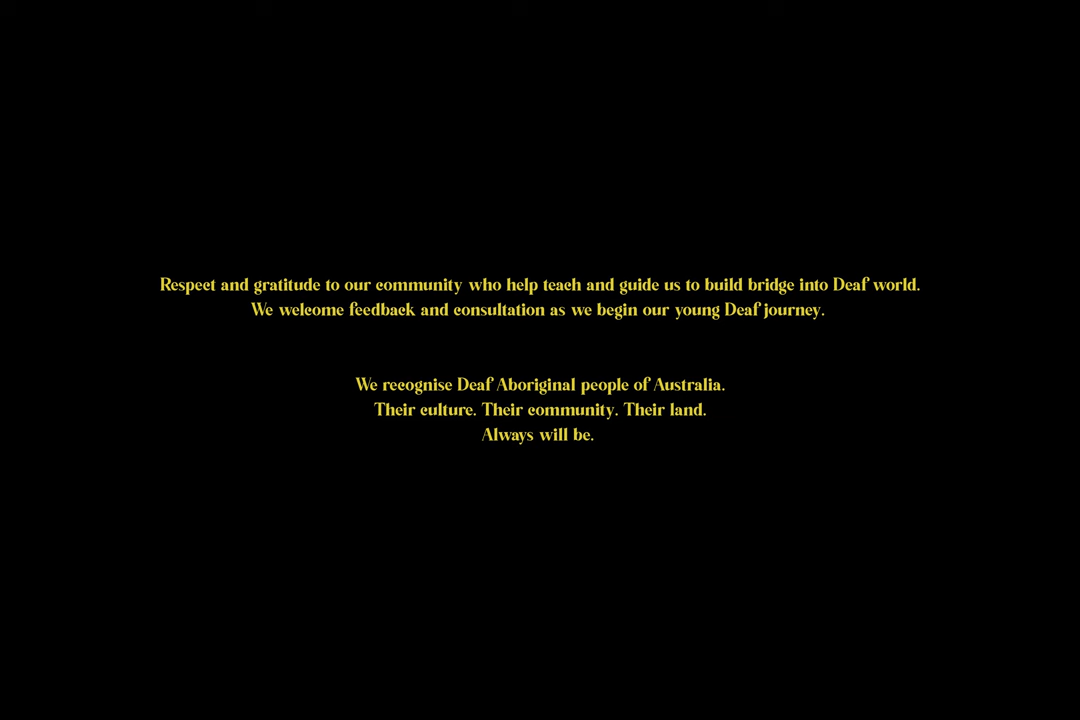 Respect and gratitude to our community who help teach and guide us to build bridge into Deaf world.
We welcome feedback and consultation as we begin our young Deaf journey.
We recognise Deaf Aboriginal people of Australia.
Their culture. Their community. Their land.
Always will be.